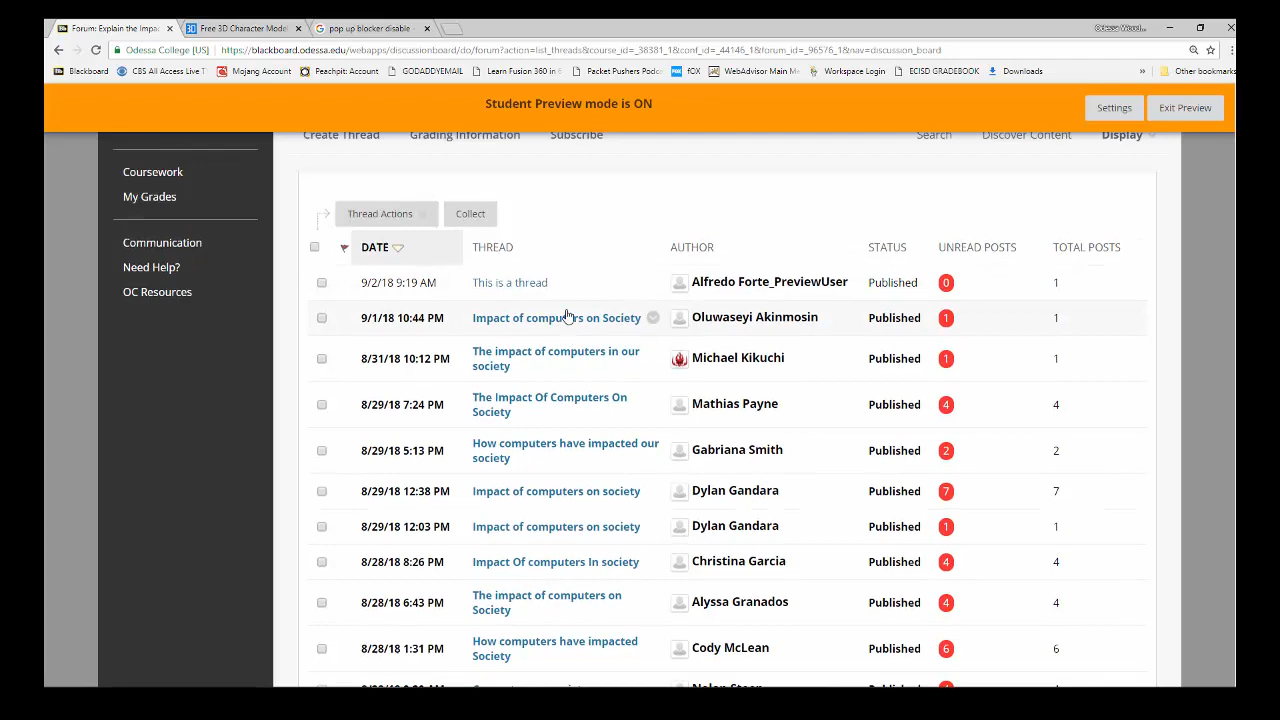 Forum: Explain the Impa
Free 3D Character Model
pop up blocker disable
Odessa Wood...
Odessa College [US]
https://blackboard.odessa.edu/webapps/discussionboard/do/forum?action=list_threads&course_id=_38381_1&conf_id=_44146_1&forum_id=_96576_1&nav=discussion_board
Blackboard
CBS All Access Live T
Mojang Account
Peachpit: Account
GODADDYEMAIL
Learn Fusion 360 in 6
Packet Pushers Podca
fOX
WebAdvisor Main Me
Workspace Login
ECISD GRADEBOOK
Downloads
»
Other bookmarks
Student Preview mode is ON
Settings
Exit Preview
Create Thread
Grading Information
Subscribe
Search
Discover Content
Display
Coursework
My Grades
Communication
Need Help?
OC Resources
Thread Actions
Collect
DATE THREAD AUTHOR STATUS UNREAD POSTS TOTAL POSTS
9/2/18 9:19 AM This is a thread Alfredo Forte_PreviewUser Published 0 1
9/1/18 10:44 PM Impact of computers on Society Oluwaseyi Akinmosin Published 1 1
8/31/18 10:12 PM The impact of computers in our Michael Kikuchi Published 1 1
society
8/29/18 7:24 PM The Impact Of Computers On Mathias Payne Published 4 4
Society
8/29/18 5:13 PM How computers have impacted our Gabriana Smith Published 2 2
society
8/29/18 12:38 PM Impact of computers on society Dylan Gandara Published 7 7
8/29/18 12:03 PM Impact of computers on society Dylan Gandara Published 1 1
8/28/18 8:26 PM Impact Of computers In society Christina Garcia Published 4 4
8/28/18 6:43 PM The impact of computers on Alyssa Granados Published 4 4
Society
8/28/18 1:31 PM How computers have impacted Cody McLean Published 6 6
Society